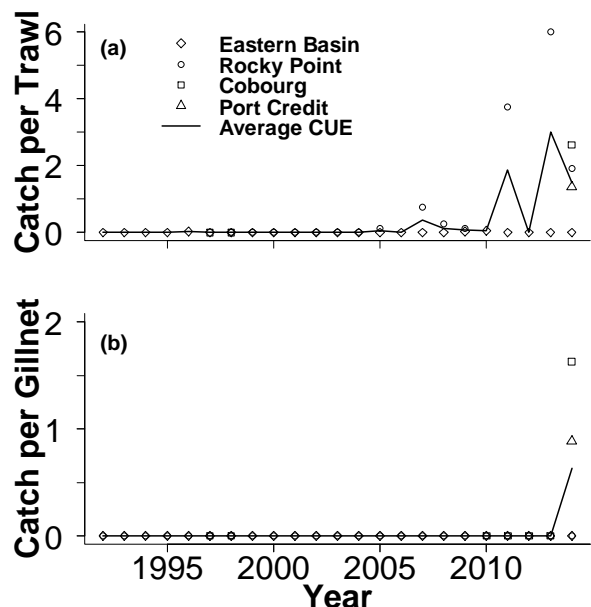 (a)
Eastern Basin
Rocky Point
Cobourg
Port Credit
Average CUE
Catch per Trawl
6
4
2
0
(b)
Catch per Gillnet
2
1
0
1995 2000 2005 2010
Year